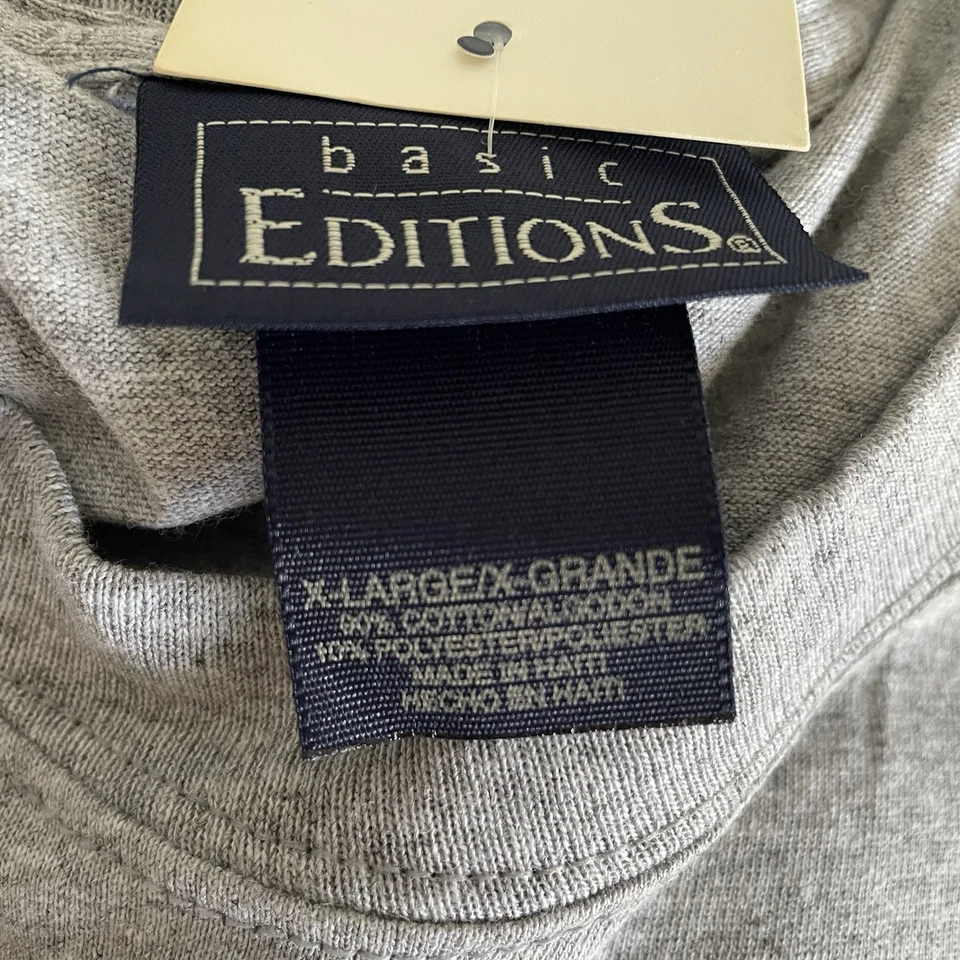 basic
EDITIONS®
X-LARGE/X-GRANDE
90% COTTON/ALGODON
10% POLYESTER/POLIESTER
MADE IN HAITI
HECHO EN HAITI